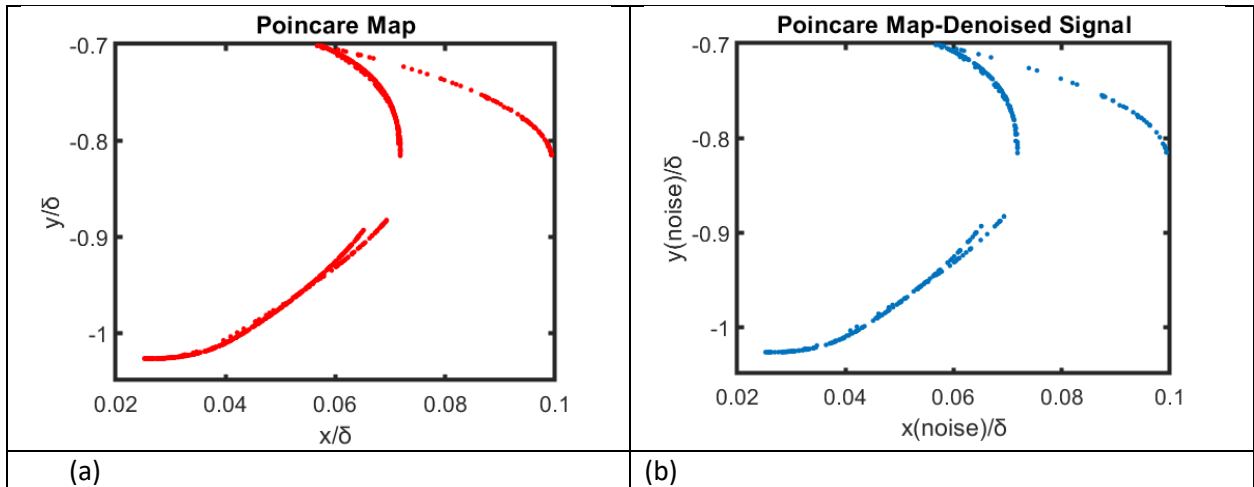 Poincare Map
-0.7
-0.8
-0.9
-1
y/δ
0.02 0.04 0.06 0.08 0.1
x/δ
(a)
Poincare Map-Denoised Signal
-0.7
-0.8
-0.9
-1
y(noise)/δ
0.02 0.04 0.06 0.08 0.1
x(noise)/δ
(b)